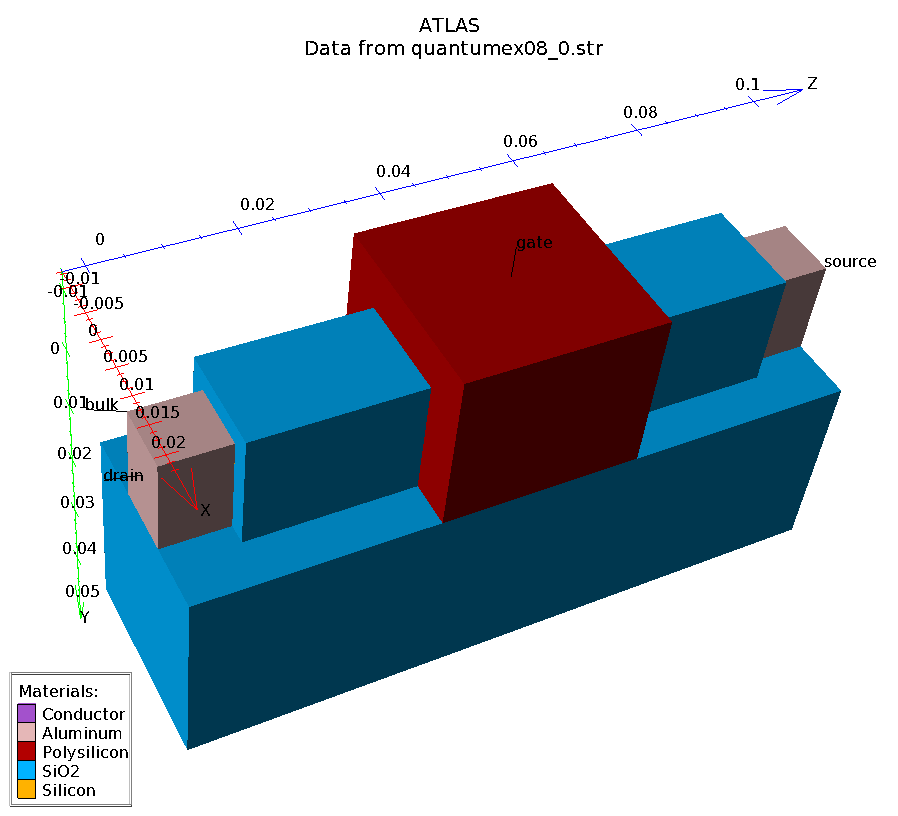 ATLAS
Data from quantumex08_0.str
Z
0.1
0.08
0.06
0.04
0.02
0
-0.01
-0.01
-0.005
0
0
0.005
0.01
0.01
0.015
0.02
0.02
0.03
0.04
0.05
X
Y
gate
source
bulk
drain
Materials:
Conductor
Aluminum
Polysilicon
SiO2
Silicon